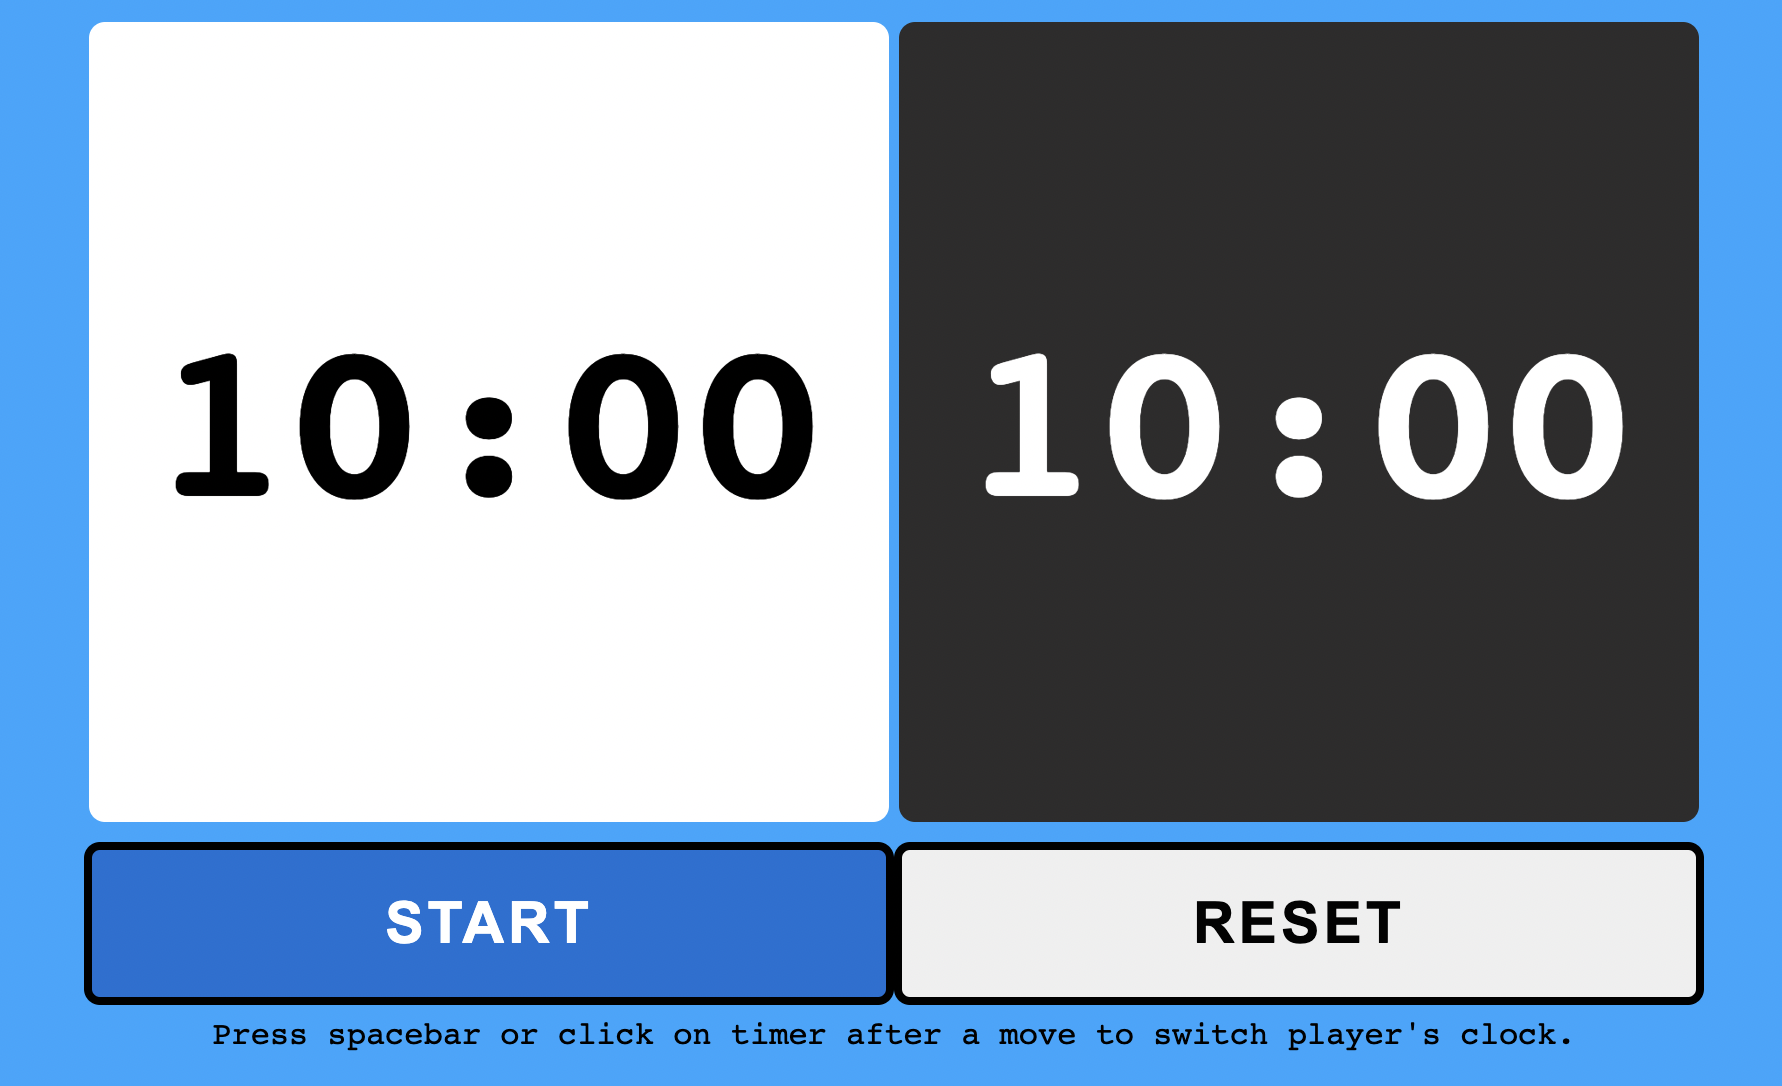 10:00
10:00
START
RESET
Press spacebar or click on timer after a move to switch player's clock.